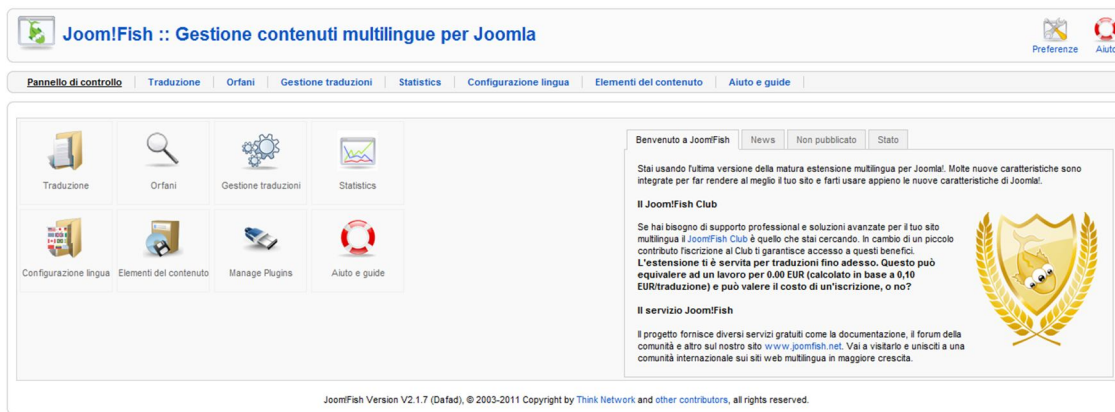 Joom!Fish :: Gestione contenuti multilingue per Joomla
Preferenze
Aiuto
Pannello di controllo
Traduzione
Orfani
Gestione traduzioni
Statistics
Configurazione lingua
Elementi del contenuto
Aiuto e guide
Traduzione
Orfani
Gestione traduzioni
Statistics
Configurazione lingua
Elementi del contenuto
Manage Plugins
Aiuto e guide
Benvenuto a Joom!Fish
News
Non pubblicato
Stato
Stai usando l'ultima versione della matura estensione multilingua per Joomla!. Molte nuove caratteristiche sono
integrate per far rendere al meglio il tuo sito e farti usare appieno le nuove caratteristiche di Joomla!.
Il Joom!Fish Club
Se hai bisogno di supporto professional e soluzioni avanzate per il tuo sito
multilingua il Joom!Fish Club è quello che stai cercando. In cambio di un piccolo
contributo l'iscrizione al Club ti garantisce accesso a questi benefici.
L'estensione ti è servita per traduzioni fino adesso. Questo può
equivalere ad un lavoro per 0.00 EUR (calcolato in base a 0,10
EUR/traduzione) e può valere il costo di un'iscrizione, o no?
Il servizio Joom!Fish
Il progetto fornisce diversi servizi gratuiti come la documentazione, il forum della
comunità e altro sul nostro sito www.joomfish.net. Vai a visitarlo e unisciti a una
comunità internazionale sui siti web multilingua in maggiore crescita.
Joom!Fish Version V2.1.7 (Dafad), © 2003-2011 Copyright by Think Network and other contributors, all rights reserved.